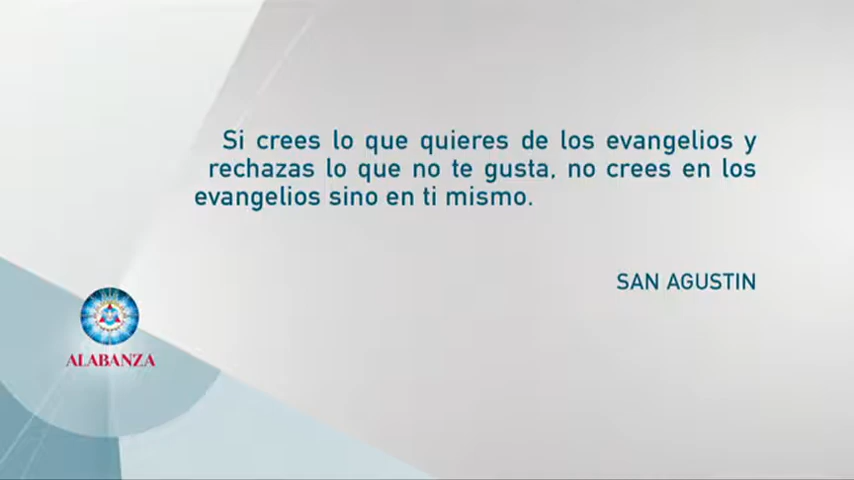 Si crees lo que quieres de los evangelios y
rechazas lo que no te gusta, no crees en los
evangelios sino en ti mismo.
SAN AGUSTIN
ALABANZA